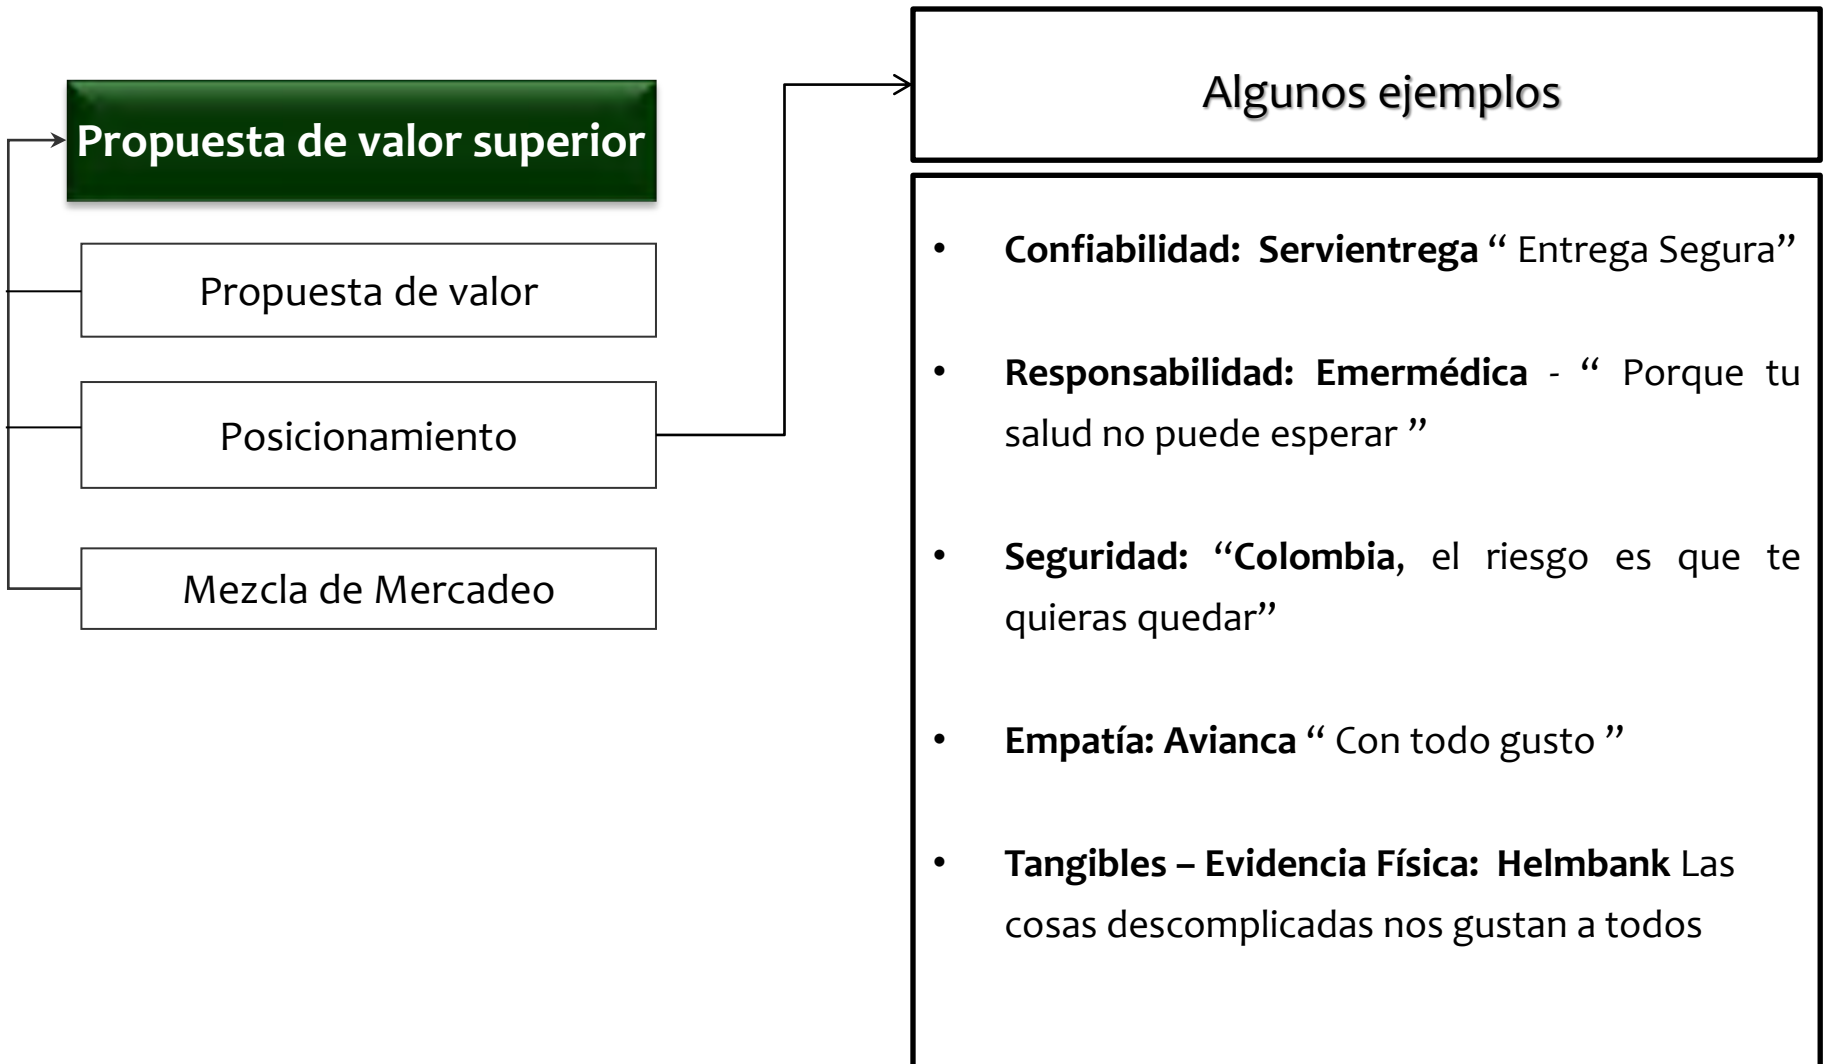 Propuesta de valor superior
Propuesta de valor
Posicionamiento
Mezcla de Mercadeo
Algunos ejemplos
• Confiabilidad: Servientrega “ Entrega Segura”
• Responsabilidad: Emermédica - “ Porque tu
salud no puede esperar ”
• Seguridad: “Colombia, el riesgo es que te
quieras quedar”
• Empatía: Avianca “ Con todo gusto ”
• Tangibles – Evidencia Física: Helmbank Las
cosas descomplicadas nos gustan a todos